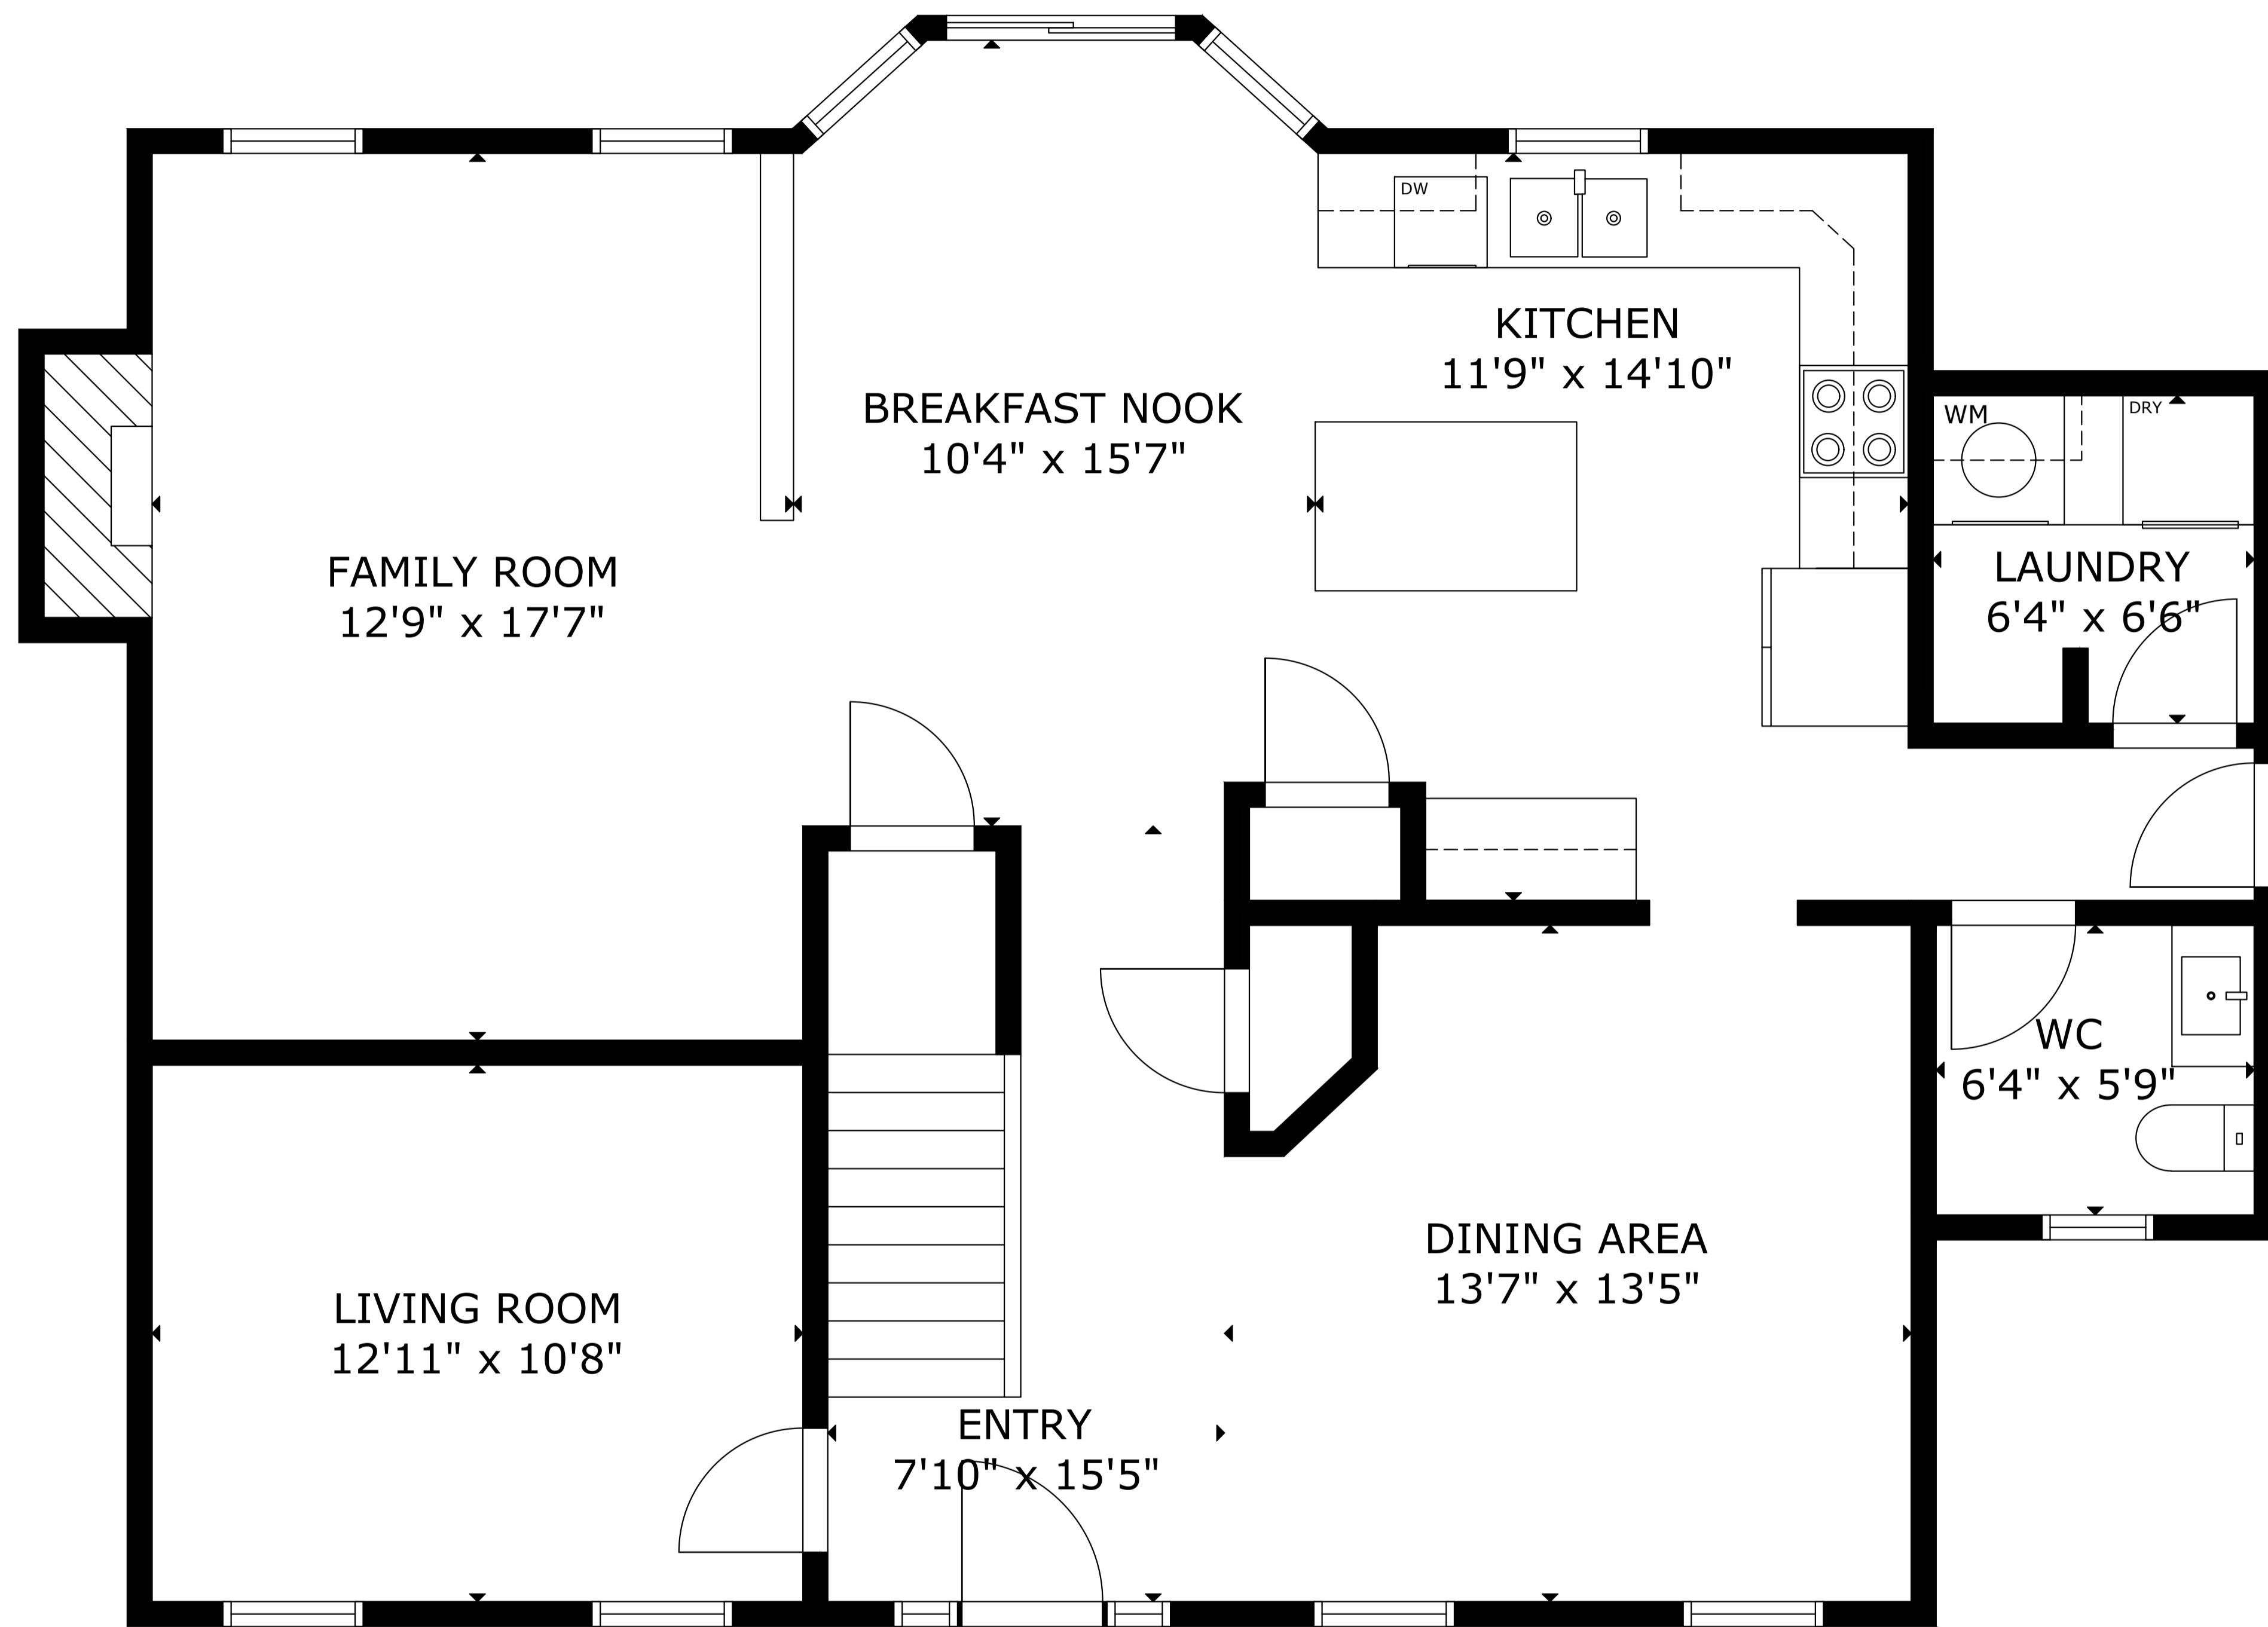 DW
KITCHEN
11'9" x 14'10"
BREAKFAST NOOK
10'4" x 15'7"
WM
DRY
FAMILY ROOM
12'9" x 17'7"
LAUNDRY
6'4" x 6'6"
WC
6'4" x 5'9"
DINING AREA
13'7" x 13'5"
LIVING ROOM
12'11" x 10'8"
ENTRY
7'10" x 15'5"